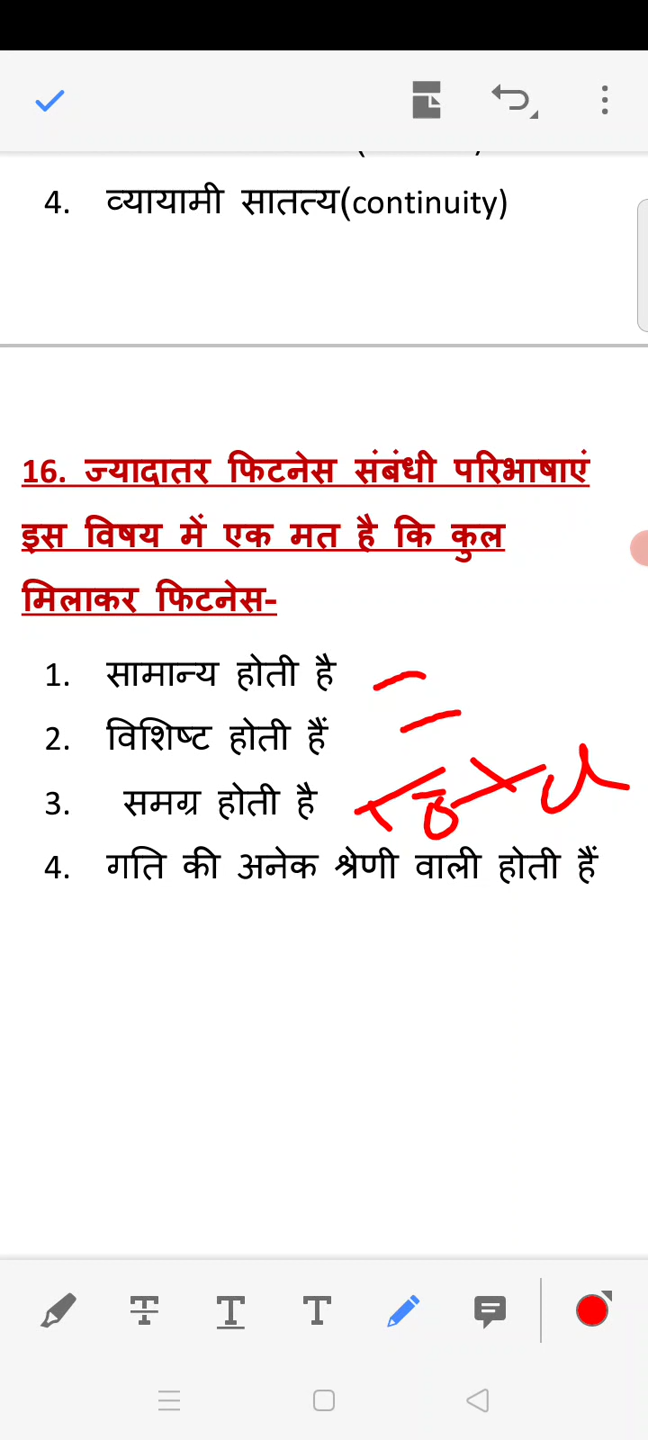 4. व्यायामी सातत्य(continuity)
16. ज्यादातर फिटनेस संबंधी परिभाषाएं
इस विषय में एक मत है कि कुल
मिलाकर फिटनेस-
1. सामान्य होती है
2. विशिष्ट होती हैं
3. समग्र होती है
4. गति की अनेक श्रेणी वाली होती हैं